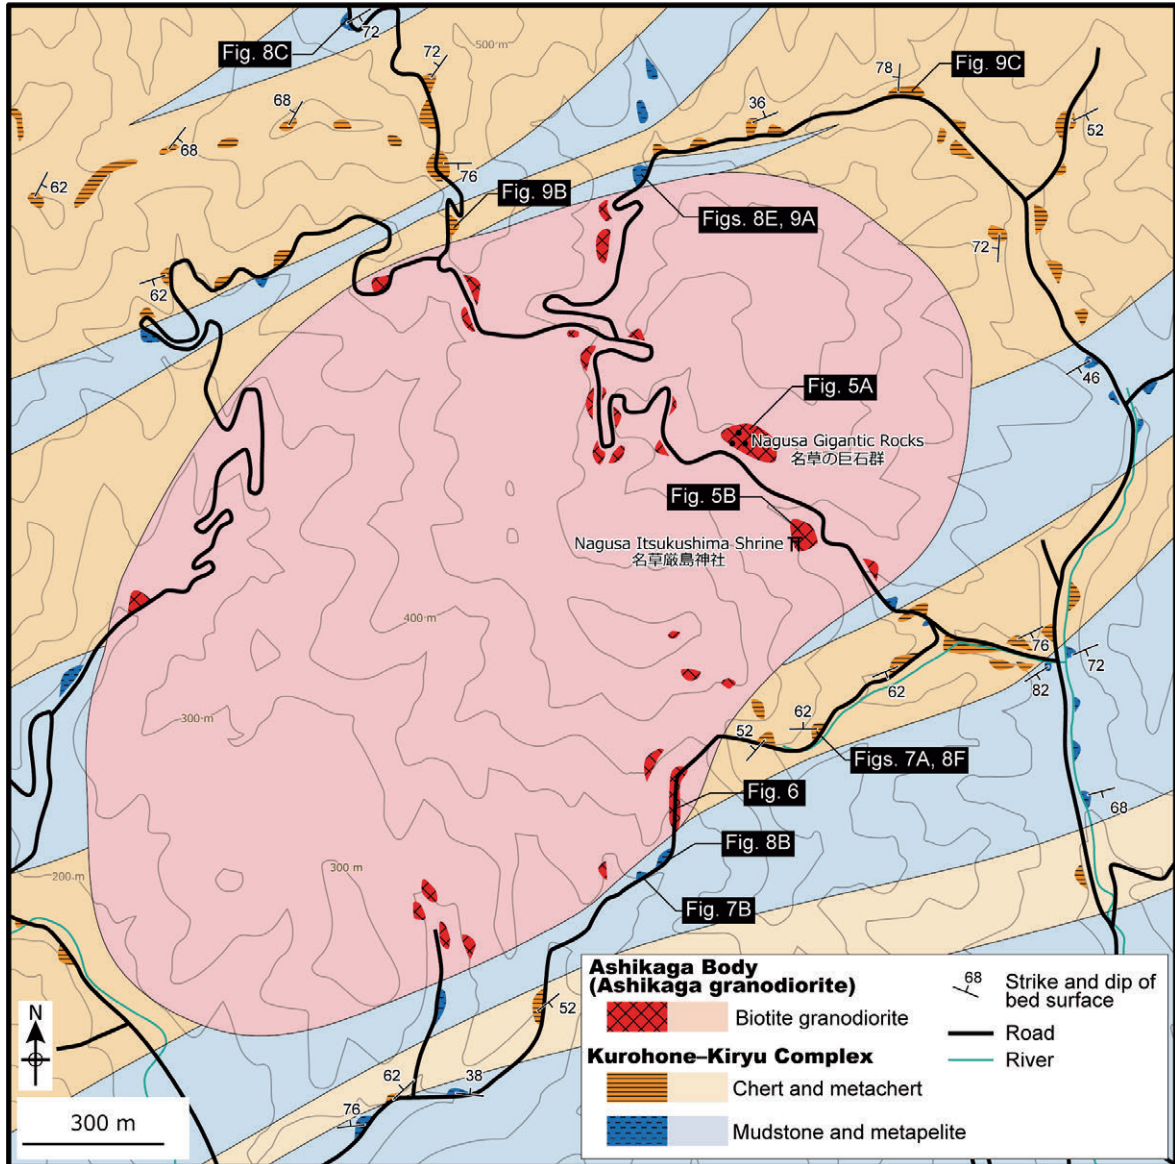 72
Fig. 8C
500 m
72
78
Fig. 9C
68
36
52
68
76
62
Fig. 9B
Figs. 8E, 9A
72
62
46
Fig. 5A
Nagusa Gigantic Rocks
名草の巨石群
Fig. 5B
Nagusa Itsukushima Shrine
名草厳島神社
400 m
76
72
62
82
300 m
62
52
Figs. 7A, 8F
Fig. 6
68
Fig. 8B
300 m
200 m
Fig. 7B
52
62
38
76
N
300 m
Ashikaga Body
(Ashikaga granodiorite)
Biotite granodiorite
Kurohone–Kiryu Complex
Chert and metachert
Mudstone and metapelite
68
Strike and dip of
bed surface
Road
River